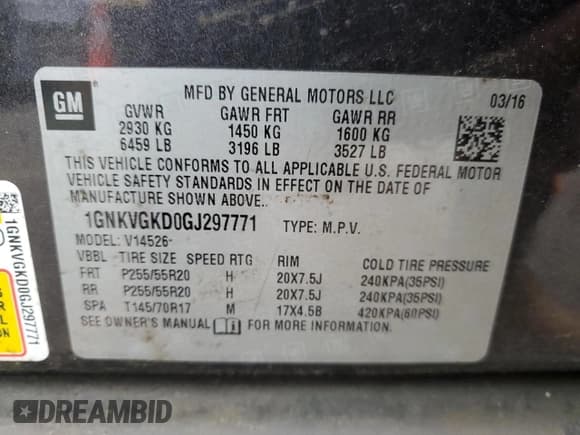 GM
MFD BY GENERAL MOTORS LLC
03/16
GVWR GAWR FRT GAWR RR
2930 KG 1450 KG 1600 KG
6459 LB 3196 LB 3527 LB
THIS VEHICLE CONFORMS TO ALL APPLICABLE U.S. FEDERAL MOTOR
VEHICLE SAFETY STANDARDS IN EFFECT ON THE DATE OF
MANUFACTURE SHOWN ABOVE..
1GNKVGKD0GJ297771 TYPE: M.P.V.
MODEL: V14526
VBBL TIRE SIZE SPEED RTG RIM COLD TIRE PRESSURE
FRT P255/55R20 H 20X7.5J 240KPA(35PSI)
RR P255/55R20 H 20X7.5J 240KPA(35PSI)
SPA T145/70R17 M 17X4.5B 420KPA(60PSI)
SEE OWNER'S MANUAL FOR MORE INFORMATION.
1GNKVGKD0GJ297771
DREAMBID